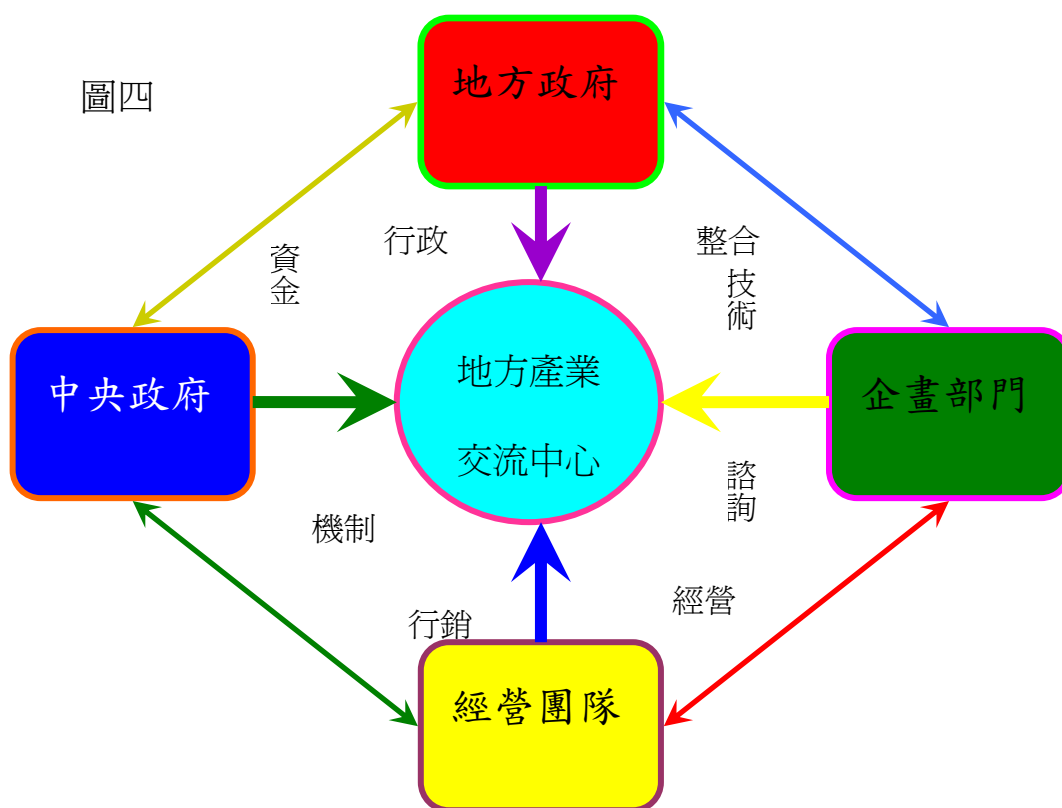 圖四
地方政府
行政
整合
資金
技術
中央政府
地方產業
交流中心
企畫部門
諮詢
機制
經營
行銷
經營團隊